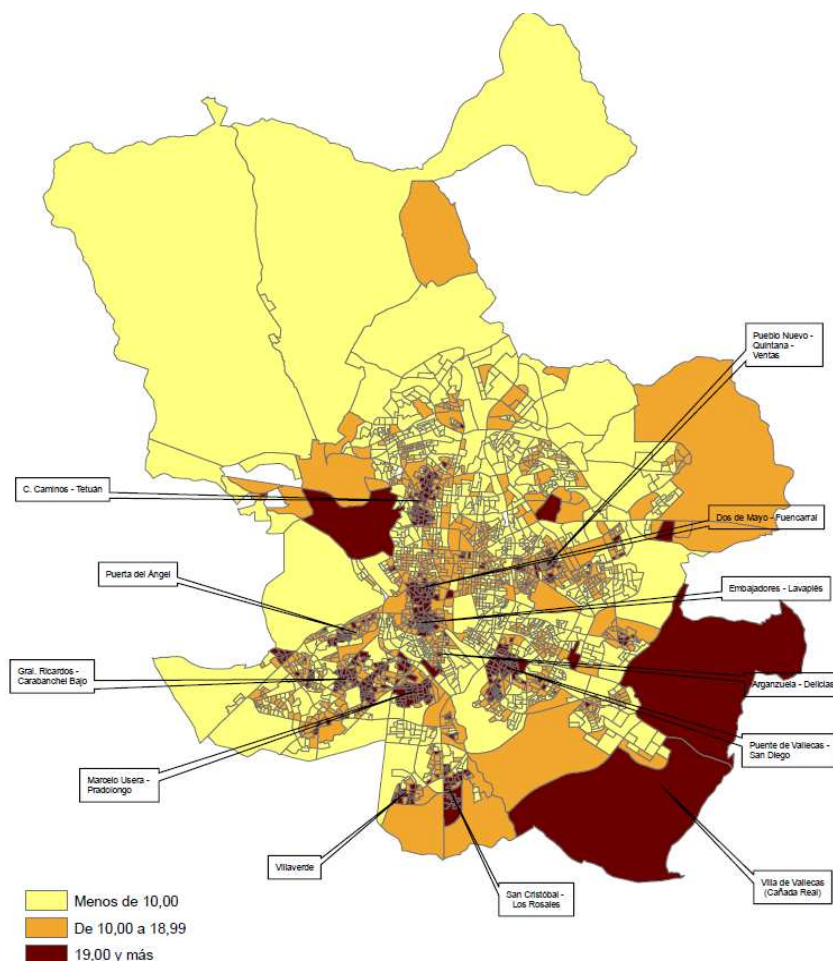 Pueblo Nuevo -
Quintana -
Ventas
C. Caminos - Tetuán
Dos de Mayo - Fuencarral
Puerta del Ángel
Embajadores - Lavapiés
Gral. Ricardos -
Carabanchel Bajo
Arganzuela - Delicias
Puente de Vallecas -
San Diego
Marcelo Usera -
Pradolongo
Villaverde
San Cristóbal -
Los Rosales
Villa de Vallecas
(Cañada Real)
Menos de 10,00
De 10,00 a 18,99
19,00 y más